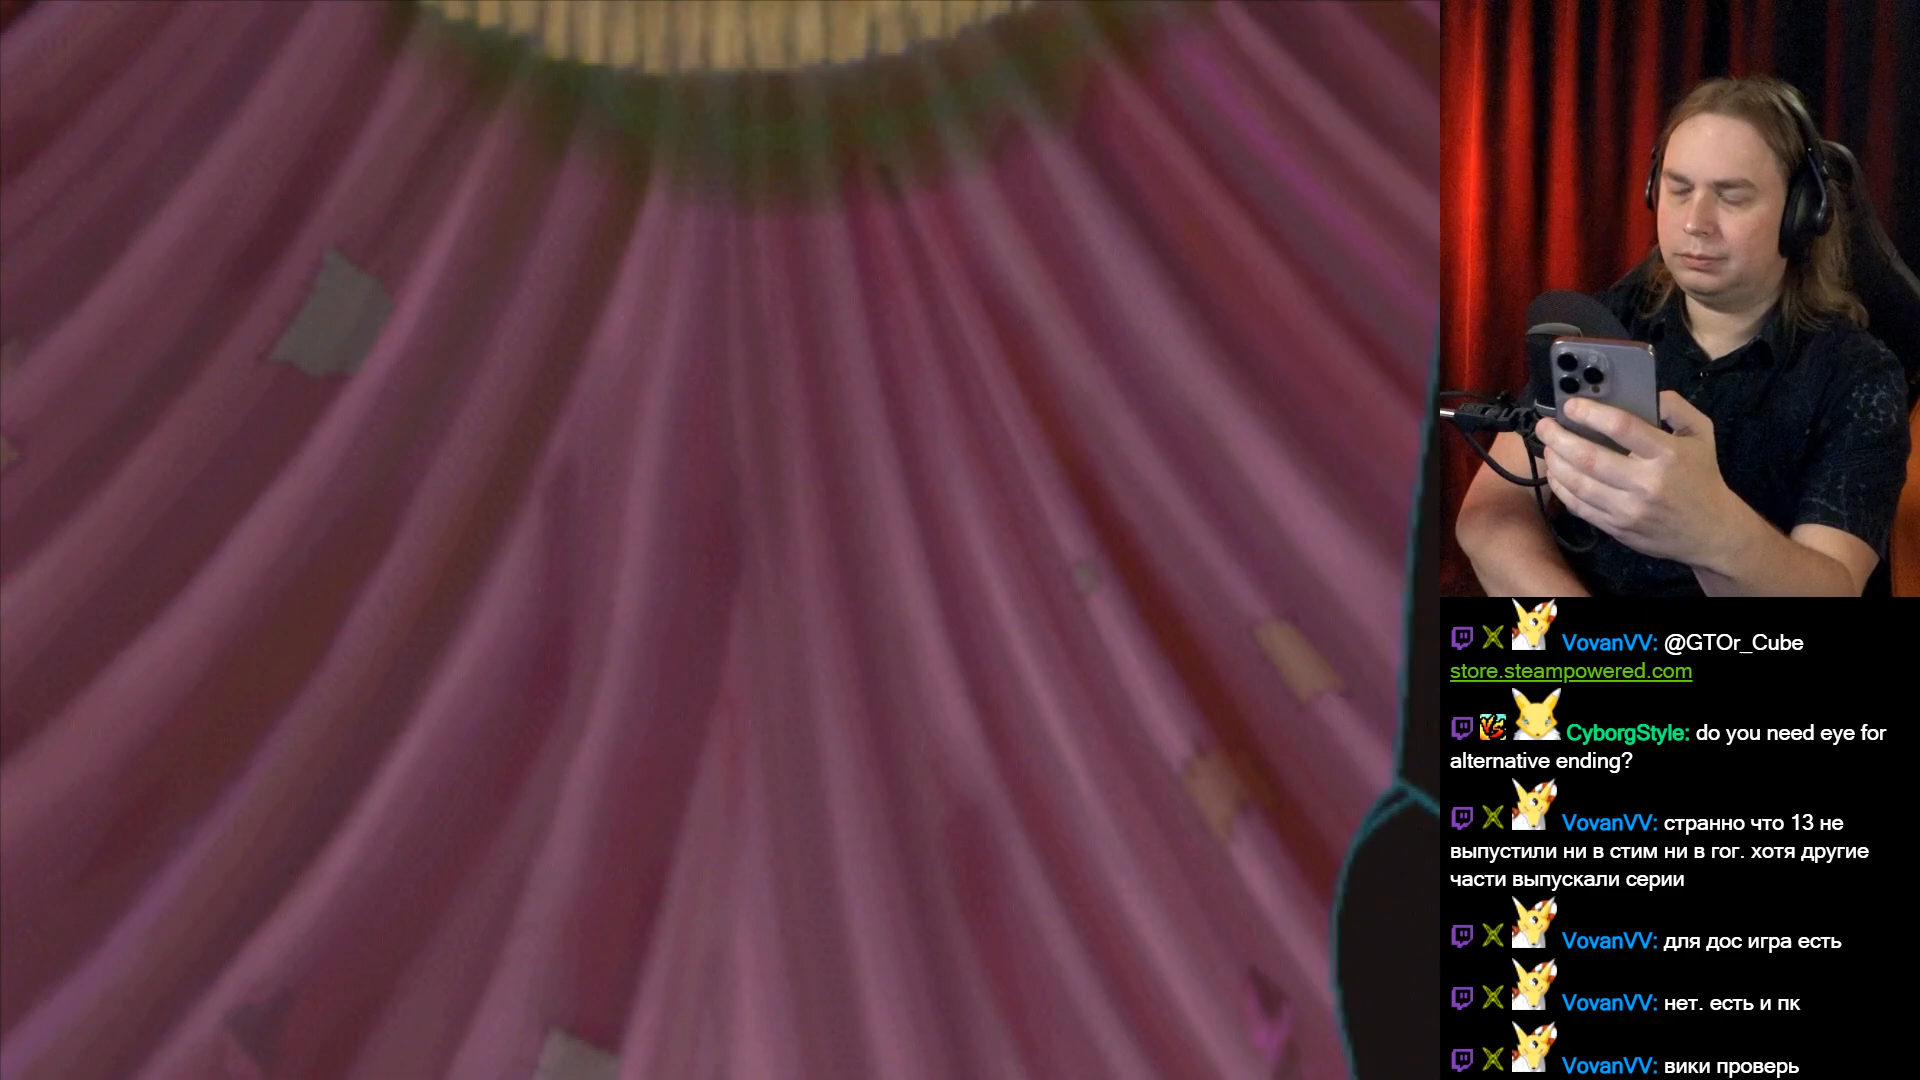 VovanVV: @GTOr_Cube
store.steampowered.com
CyborgStyle: do you need eye for
alternative ending?
VovanVV: странно что 13 не
выпустили ни в стим ни в гог. хотя другие
части выпускали серии
VovanVV: для дос игра есть
VovanVV: нет. есть и пк
VovanVV: вики проверь